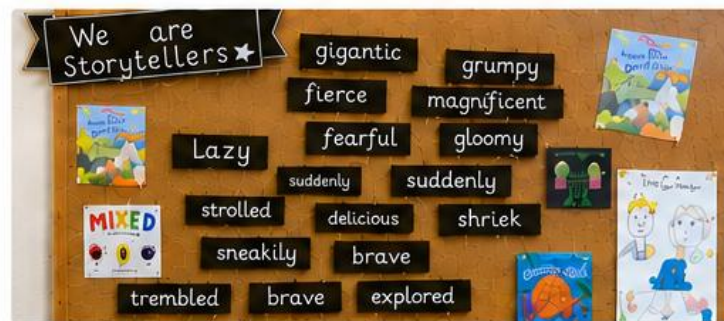 We are
Storytellers
gigantic
grumpy
fierce
magnificent
fearful
gloomy
Lazy
suddenly
suddenly
strolled
delicious
shriek
sneakily
brave
trembled
brave
explored
MIXED